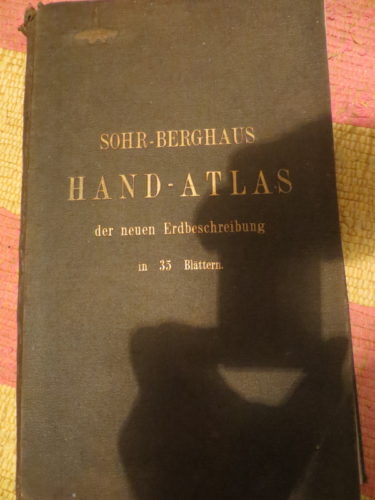 SOHR-BERGHAUS
HAND-ATLAS
der neuen Erdbeschreibung
in 35 Blättern.